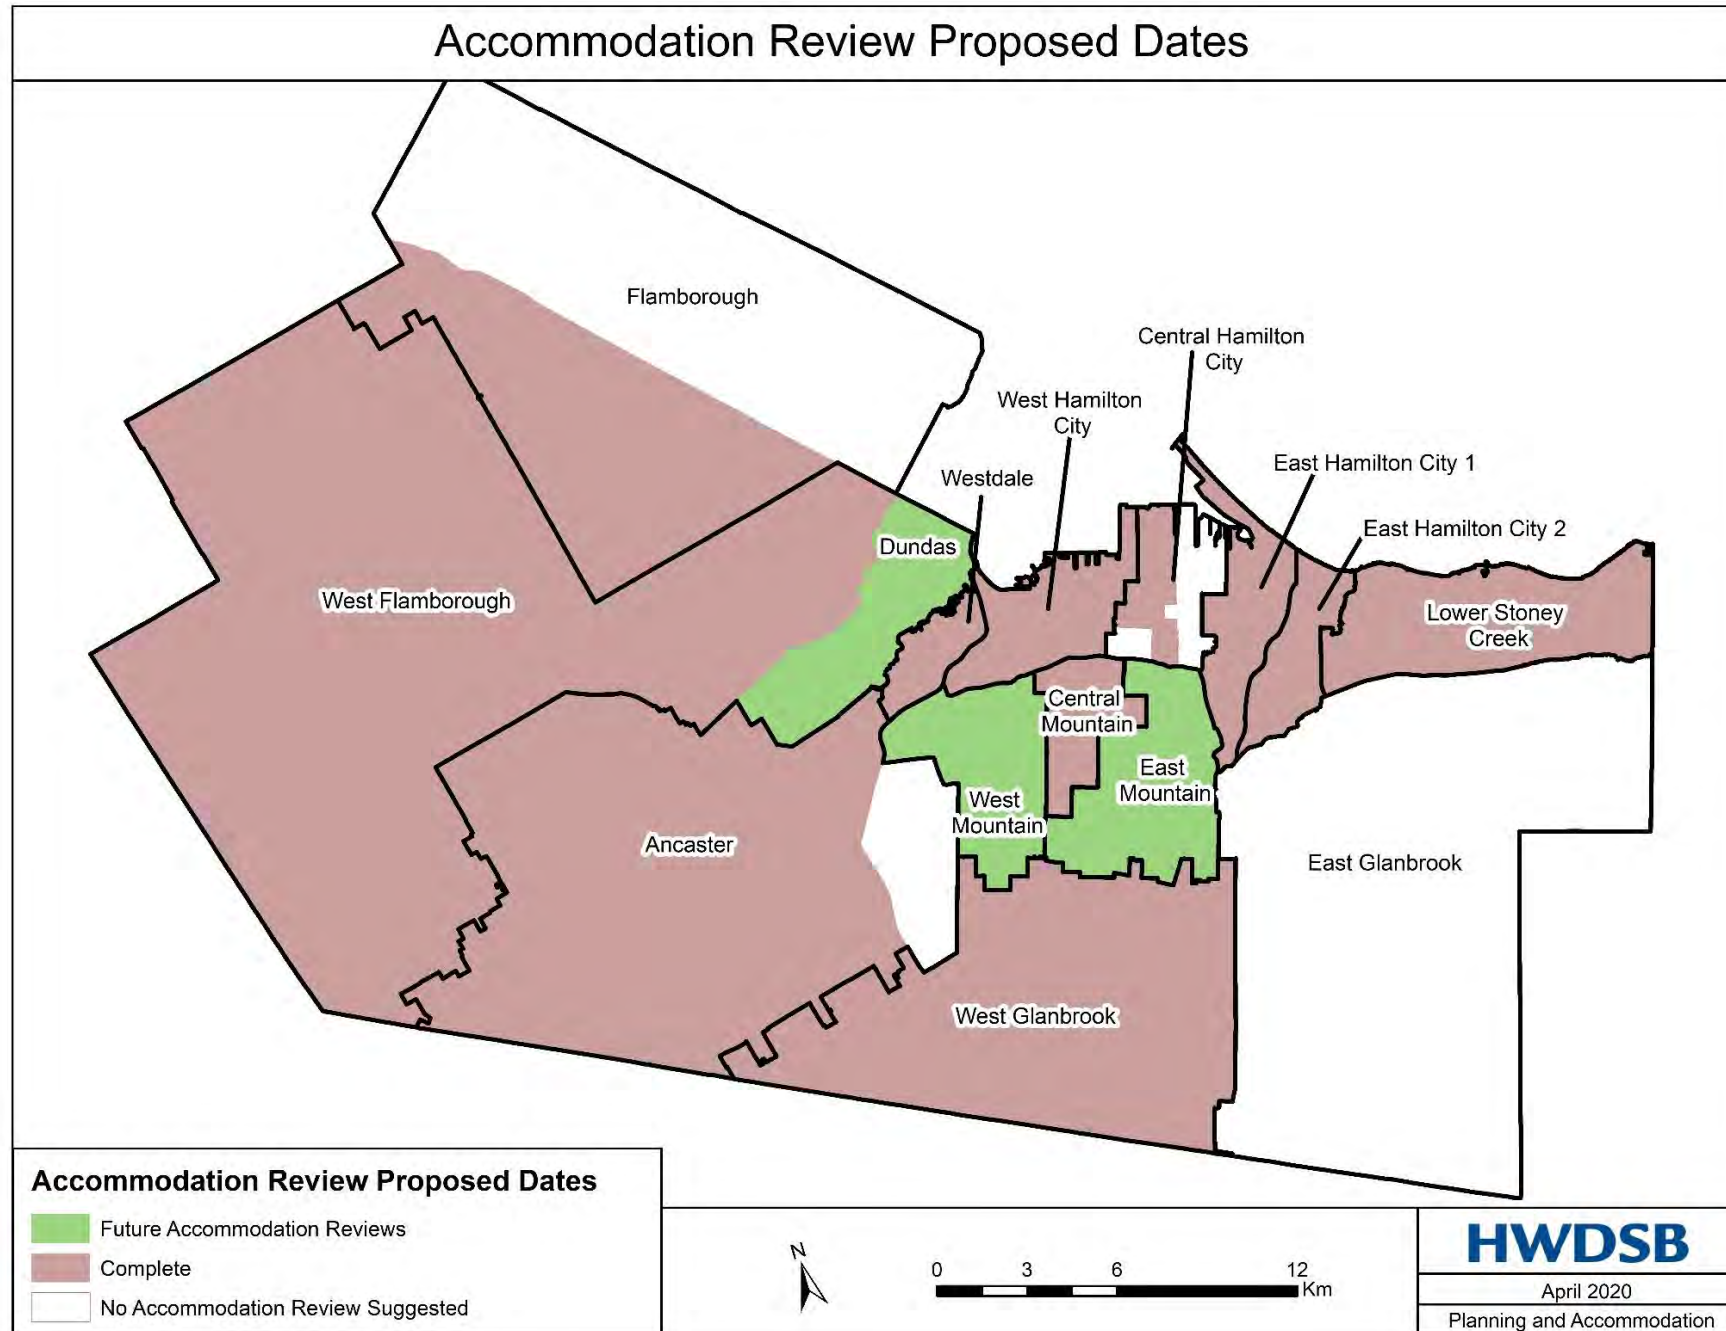 Accommodation Review Proposed Dates
Flamborough
Central Hamilton
City
West Hamilton
City
East Hamilton City 1
Westdale
East Hamilton City 2
Dundas
West Flamborough
Lower Stoney
Creek
Central
Mountain
East
Mountain
West
Mountain
Ancaster
East Glanbrook
West Glanbrook
Accommodation Review Proposed Dates
Future Accommodation Reviews
Complete
No Accommodation Review Suggested
N
0 3 6 12
Km
HWDSB
April 2020
Planning and Accommodation